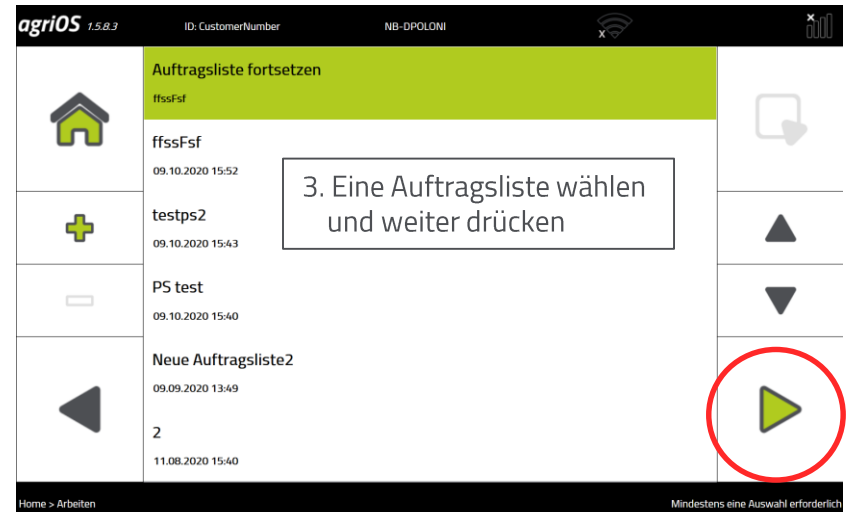 agriOS 1.5.8.3 ID: CustomerNumber NB-DPOLONI x x
Auftragsliste fortsetzen
ffssFsf
ffssFsf
09.10.2020 15:52
3. Eine Auftragsliste wählen
und weiter drücken
testps2
09.10.2020 15:43
PS test
09.10.2020 15:40
Neue Auftragsliste2
09.09.2020 13:49
2
11.08.2020 15:40
Home > Arbeiten Mindestens eine Auswahl erforderlich